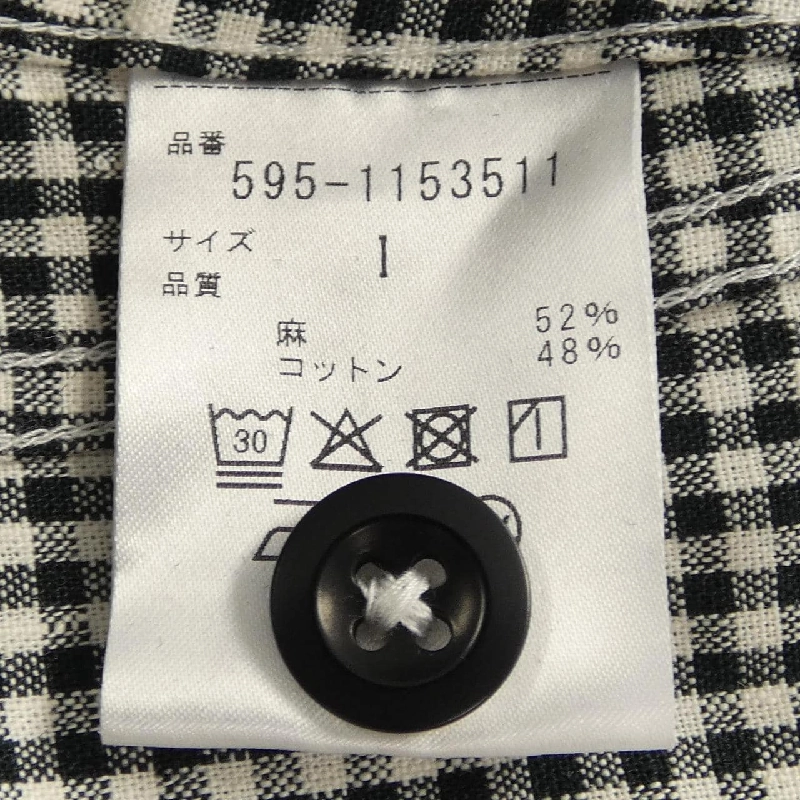 品番
595-1153511
サイズ I
品質
麻 52%
コットン 48%
30